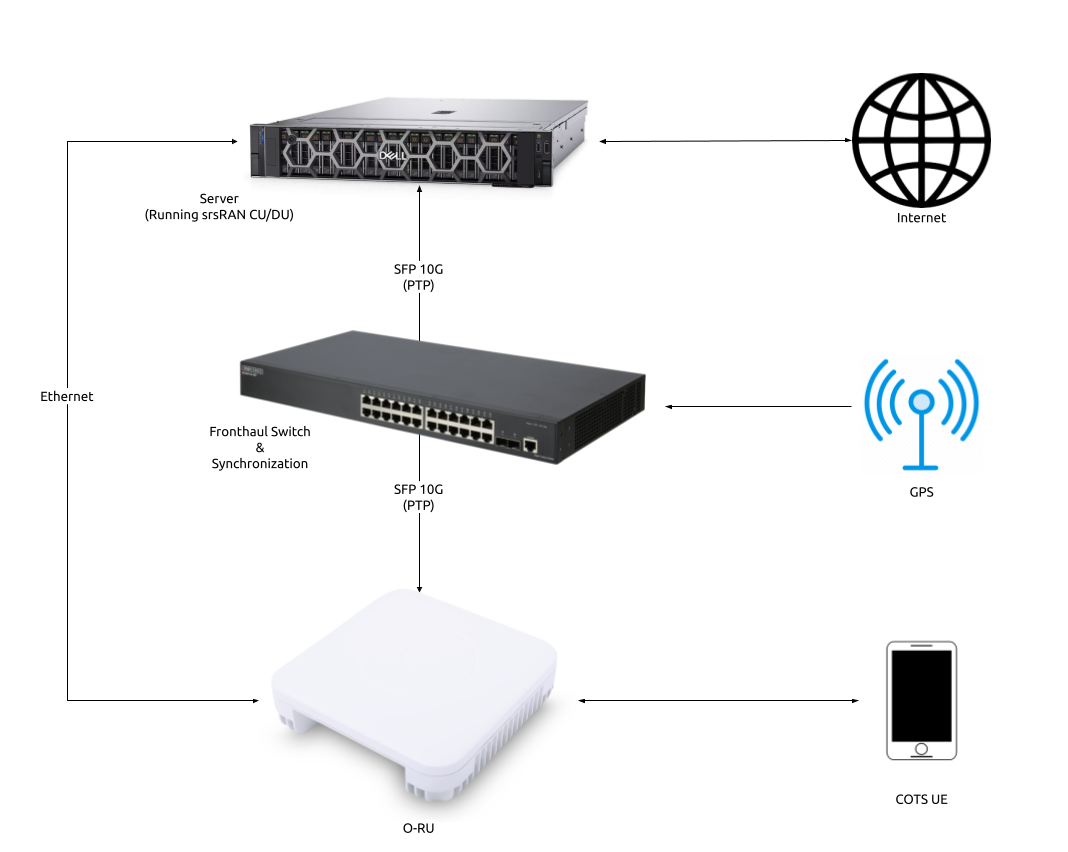 DELL
Server
(Running srsRAN CU/DU)
Internet
SFP 10G
(PTP)
Ethernet
Fronthaul Switch
&
Synchronization
SFP 10G
(PTP)
GPS
COTS UE
O-RU